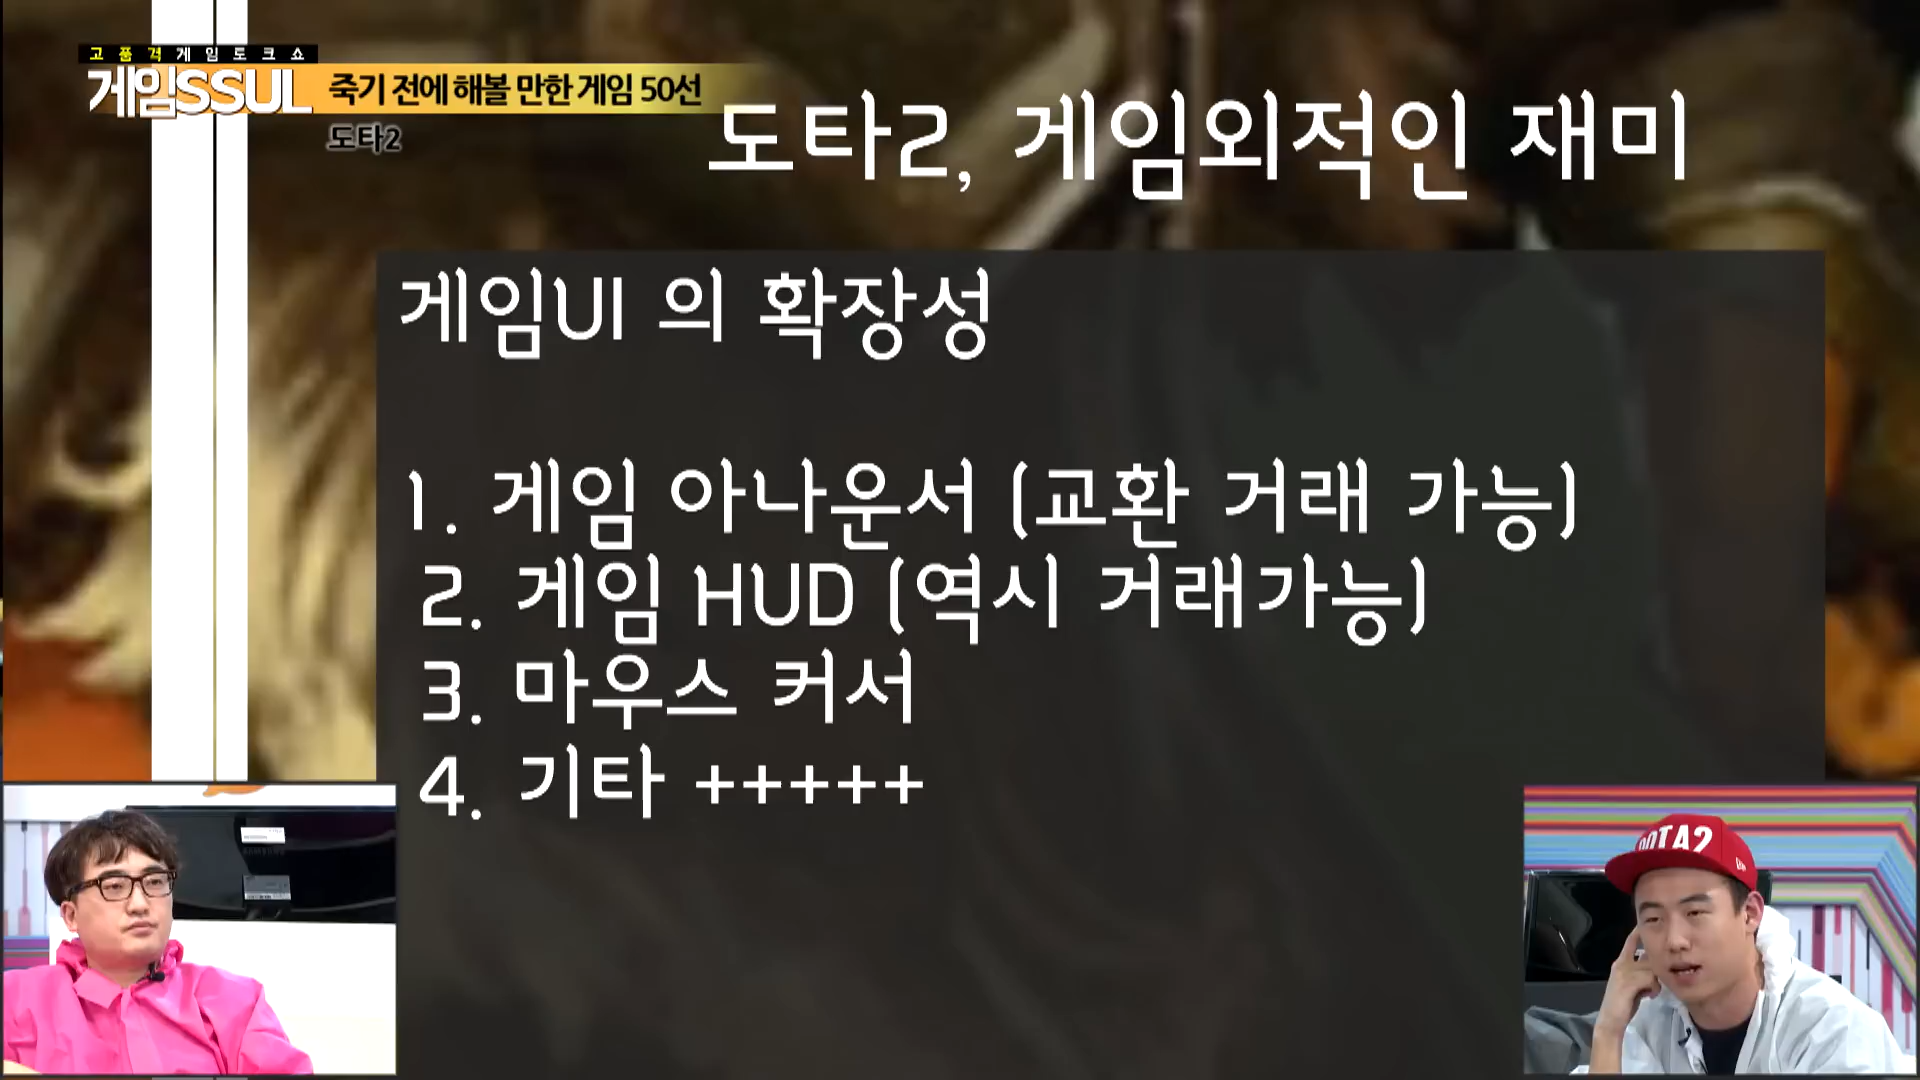 고품격게임토크쇼
게임SSUL
죽기 전에 해볼 만한 게임 50선
도타2
도타2, 게임외적인 재미
게임UI 의 확장성
1. 게임 아나운서 (교환 거래 가능)
2. 게임 HUD (역시 거래가능)
3. 마우스 커서
4. 기타 +++++
DOTA2